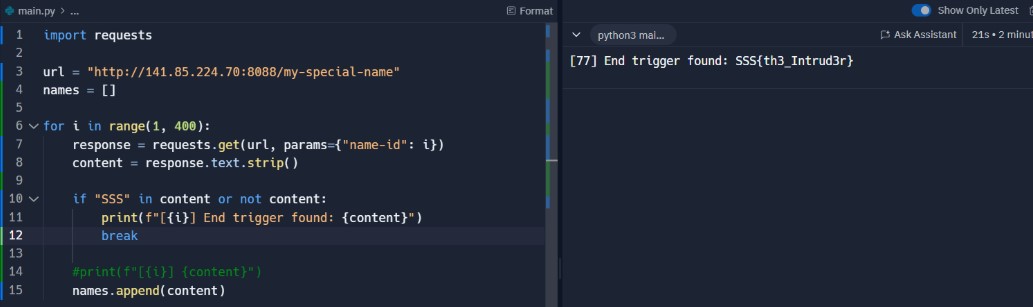 main.py > ...
Format
1 import requests
2
3 url = "http://141.85.224.70:8088/my-special-name"
4 names = []
5
6 for i in range(1, 400):
7 response = requests.get(url, params={"name-id": i})
8 content = response.text.strip()
9
10 if "SSS" in content or not content:
11 print(f"[{i}] End trigger found: {content}")
12 break
13
14 #print(f"[{i}] {content}")
15 names.append(content)
Show Only Latest
python3 mai...
Ask Assistant
21s • 2 minut
[77] End trigger found: SSS{th3_Intrud3r}